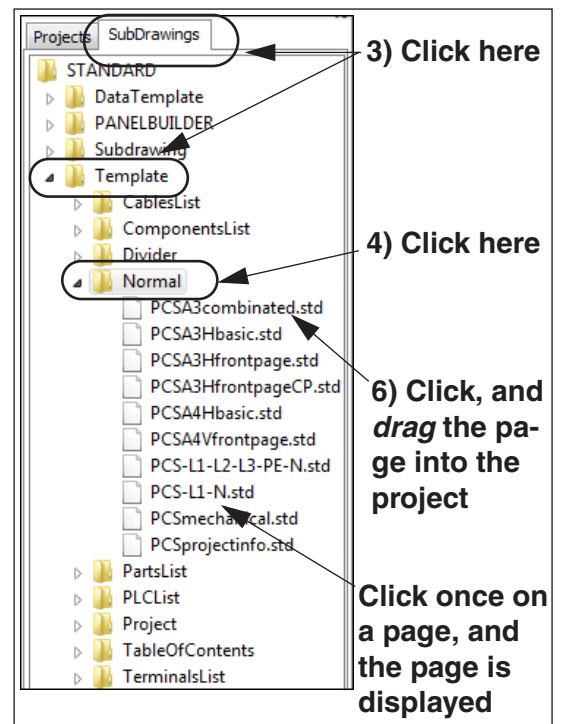 Projects SubDrawings
STANDARD
DataTemplate
PANELBUILDER
Subdrawing
Template
CablesList
ComponentsList
Divider
Normal
PCSA3combinated.std
PCSA3Hbasic.std
PCSA3Hfrontpage.std
PCSA3HfrontpageCP.std
PCSA4Hbasic.std
PCSA4Vfrontpage.std
PCS-L1-L2-L3-PE-N.std
PCS-L1-N.std
PCSmechanical.std
PCSprojectinfo.std
PartsList
PLCList
Project
TableOfContents
TerminalsList
3) Click here
4) Click here
6) Click, and
drag the pa-
ge into the
project
Click once on
a page, and
the page is
displayed